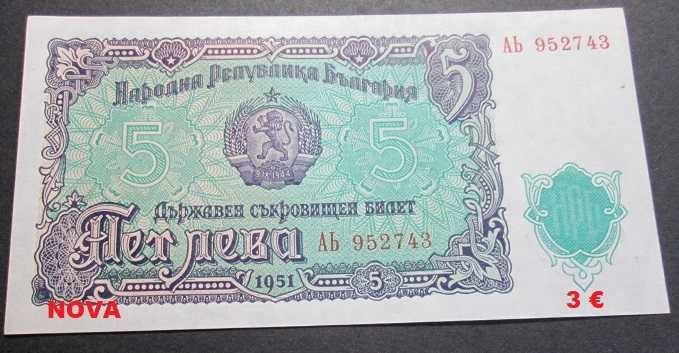 АЬ 952743
5
Народна Република България
5 5
9·IX·1944
Държавен съкровищен билет
Пет лева АЬ 952743
1951 5
NOVA 3 €